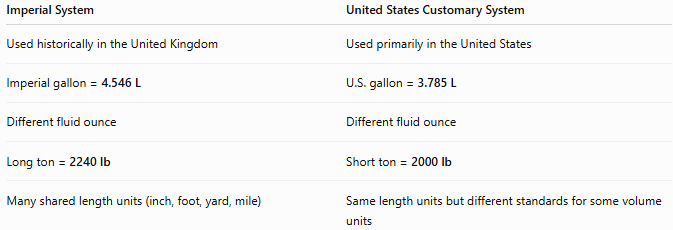 Imperial System United States Customary System
Used historically in the United Kingdom Used primarily in the United States
Imperial gallon = 4.546 L U.S. gallon = 3.785 L
Different fluid ounce Different fluid ounce
Long ton = 2240 lb Short ton = 2000 lb
Many shared length units (inch, foot, yard, mile) Same length units but different standards for some volume
units